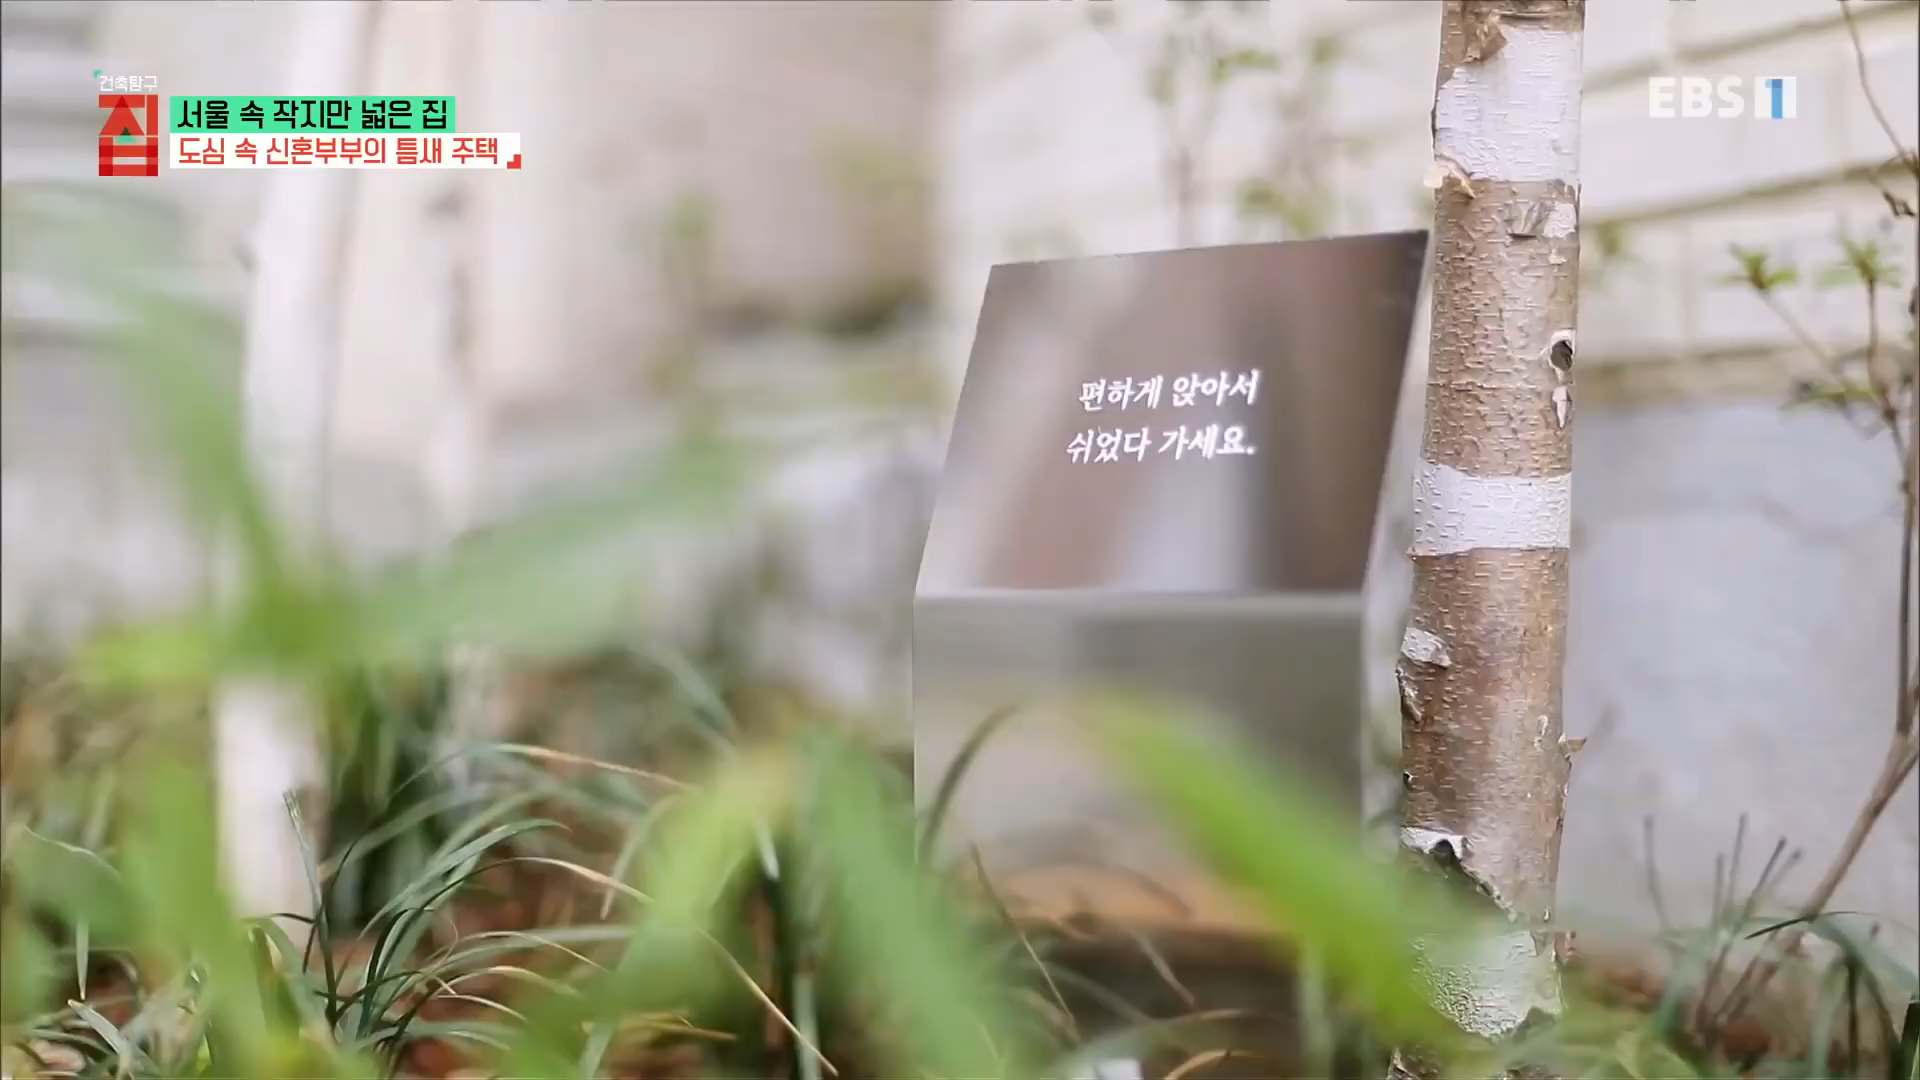 건축탐구
집
서울 속 작지만 넓은 집
도심 속 신혼부부의 틈새 주택
EBS 1
편하게 앉아서
쉬었다 가세요.